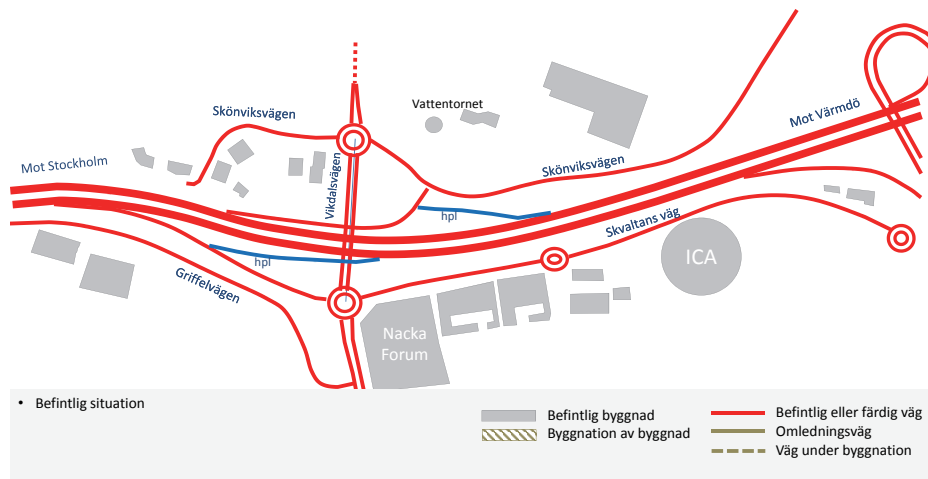 Skönviksvägen
Vattentornet
Mot Värmdö
Mot Stockholm
Vikdalsvägen
Skönviksvägen
hpl
Skvaltans väg
hpl
ICA
Griffelvägen
Nacka
Forum
• Befintlig situation
Befintlig byggnad
Byggnation av byggnad
Befintlig eller färdig väg
Omledningsväg
Väg under byggnation